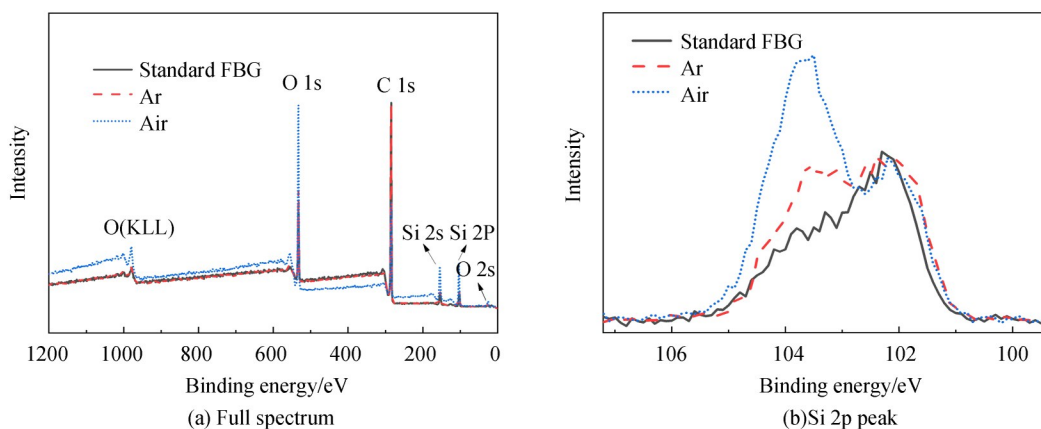 Standard FBG
Ar
Air
O 1s
C 1s
O(KLL)
Si 2s
Si 2P
O 2s
Intensity
1200 1000 800 600 400 200 0
Binding energy/eV
(a) Full spectrum
Standard FBG
Ar
Air
Intensity
106 104 102 100
Binding energy/eV
(b)Si 2p peak